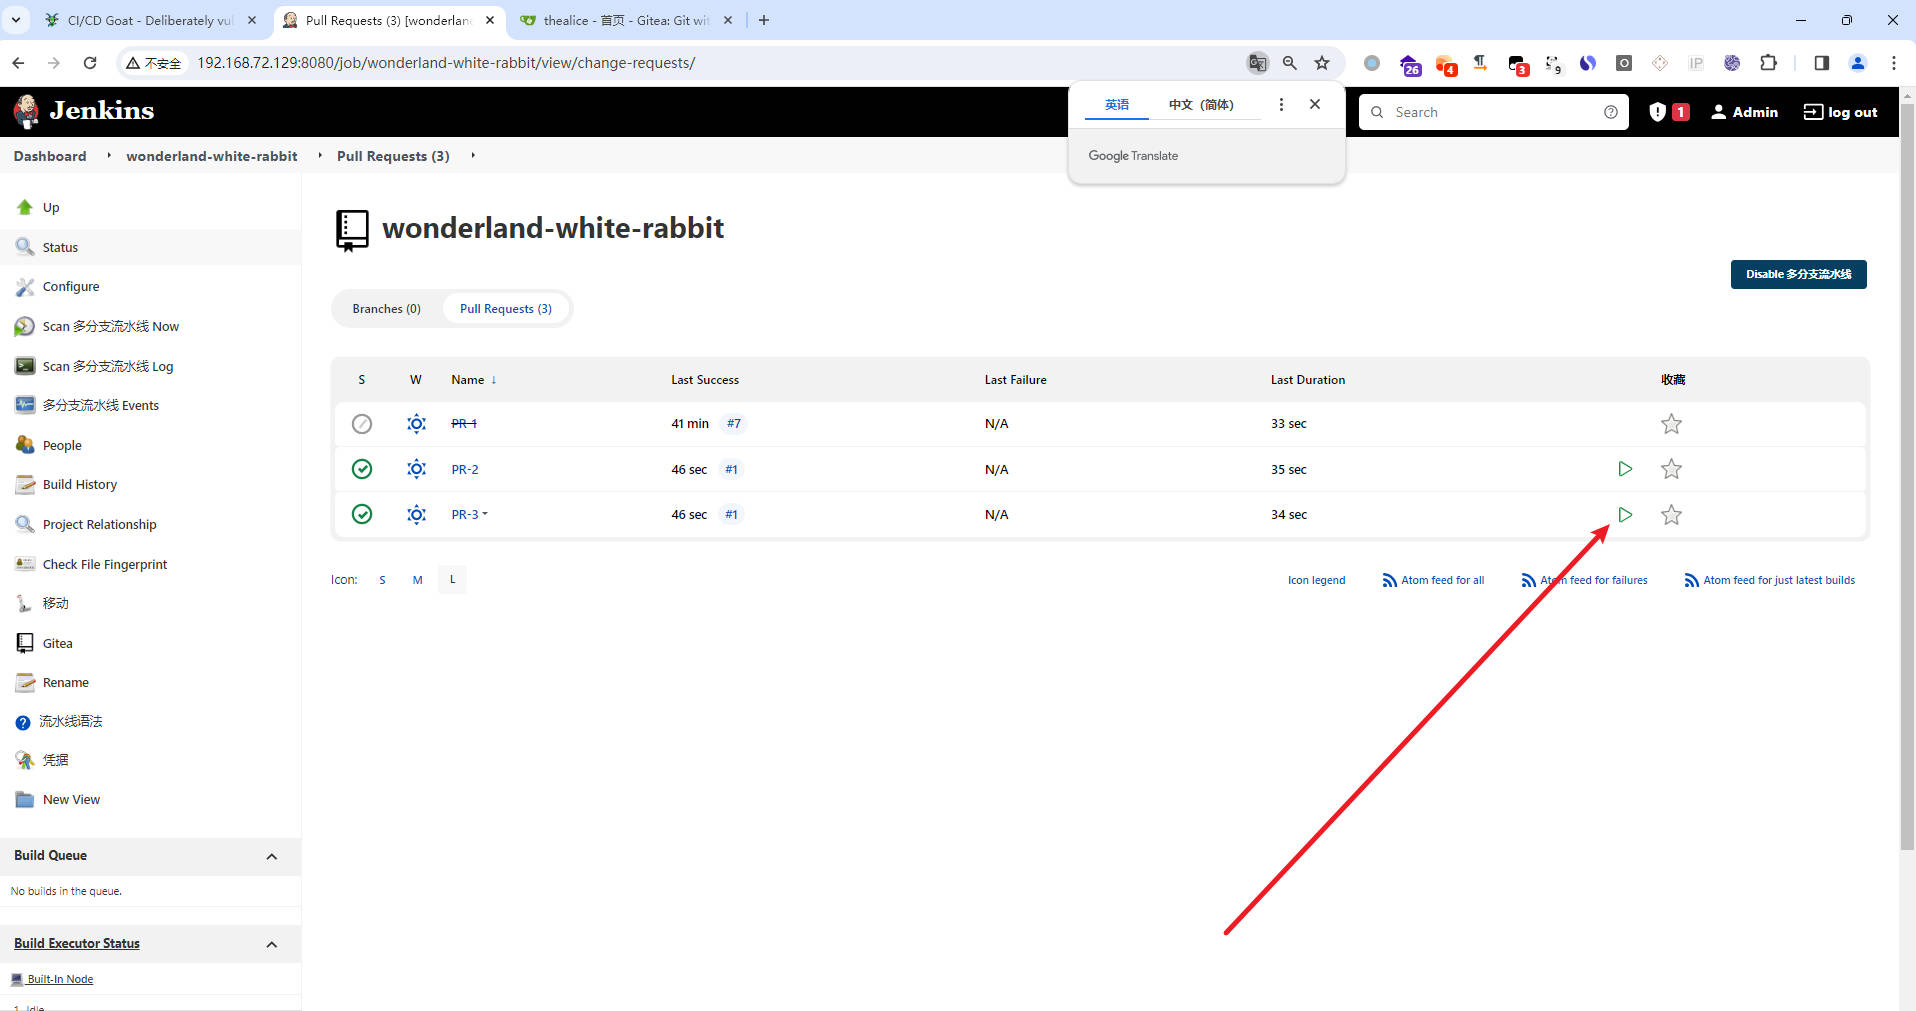 CI/CD Goat - Deliberately vul
Pull Requests (3) [wonderland
thealice - 首页 - Gitea: Git wit
不安全
192.168.72.129:8080/job/wonderland-white-rabbit/view/change-requests/
26
4
3
9
IP
Jenkins
英语
中文（简体）
Google Translate
Search
1
Admin
log out
Dashboard
wonderland-white-rabbit
Pull Requests (3)
Up
Status
Configure
Scan 多分支流水线 Now
Scan 多分支流水线 Log
多分支流水线 Events
People
Build History
Project Relationship
Check File Fingerprint
移动
Gitea
Rename
流水线语法
凭据
New View
Build Queue
No builds in the queue.
Build Executor Status
Built-In Node
1 Idle
wonderland-white-rabbit
Disable 多分支流水线
Branches (0)
Pull Requests (3)
S W Name ↓ Last Success Last Failure Last Duration 收藏
PR-1 41 min #7 N/A 33 sec
PR-2 46 sec #1 N/A 35 sec
PR-3 46 sec #1 N/A 34 sec
Icon: S M L
Icon legend Atom feed for all Atom feed for failures Atom feed for just latest builds